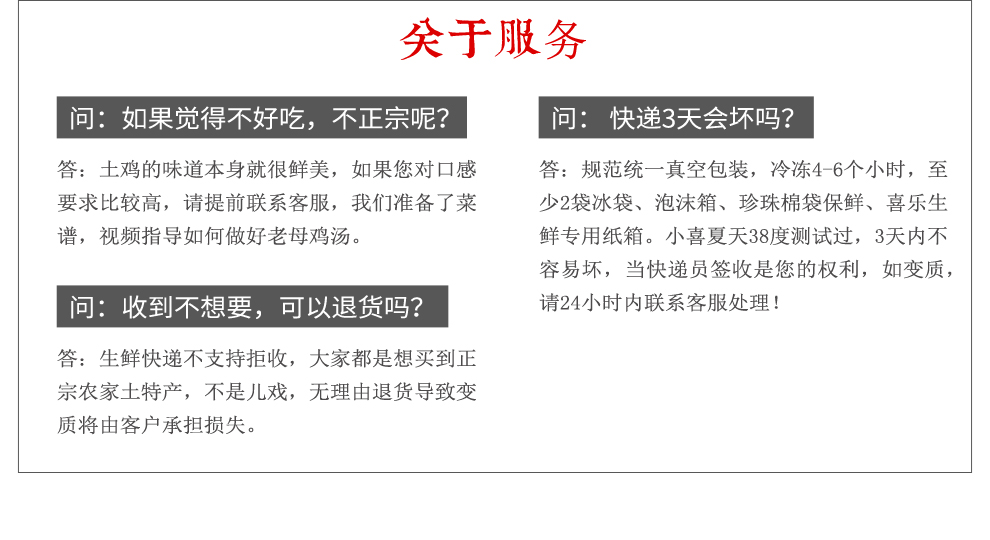 关于服务
问：如果觉得不好吃，不正宗呢？
答：土鸡的味道本身就很鲜美，如果您对口感
要求比较高，请提前联系客服，我们准备了菜
谱，视频指导如何做好老母鸡汤。
问：收到不想要，可以退货吗？
答：生鲜快递不支持拒收，大家都是想买到正
宗农家土特产，不是儿戏，无理由退货导致变
质将由客户承担损失。
问： 快递3天会坏吗？
答：规范统一真空包装，冷冻4-6个小时，至
少2袋冰袋、泡沫箱、珍珠棉袋保鲜、喜乐生
鲜专用纸箱。小喜夏天38度测试过，3天内不
容易坏，当快递员签收是您的权利，如变质，
请24小时内联系客服处理！